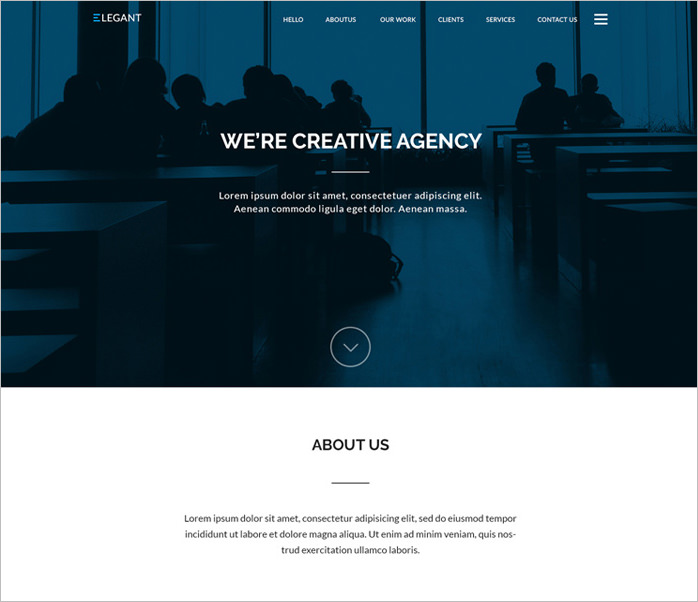 ELEGANT
HELLO ABOUTUS OUR WORK CLIENTS SERVICES CONTACT US
WE'RE CREATIVE AGENCY
Lorem ipsum dolor sit amet, consectetuer adipiscing elit.
Aenean commodo ligula eget dolor. Aenean massa.
ABOUT US
Lorem ipsum dolor sit amet, consectetur adipisicing elit, sed do eiusmod tempor
incididunt ut labore et dolore magna aliqua. Ut enim ad minim veniam, quis nos-
trud exercitation ullamco laboris.